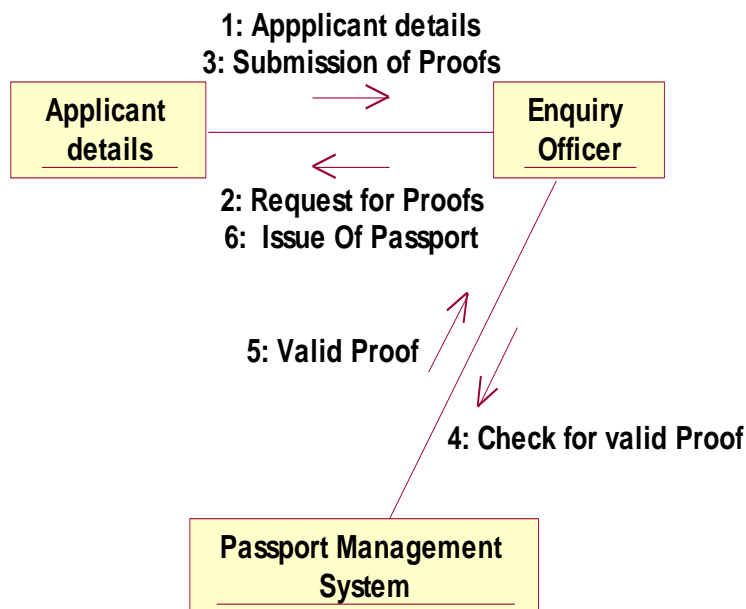 1: Appplicant details
3: Submission of Proofs
Applicant
details
Enquiry
Officer
2: Request for Proofs
6: Issue Of Passport
5: Valid Proof
4: Check for valid Proof
Passport Management
System